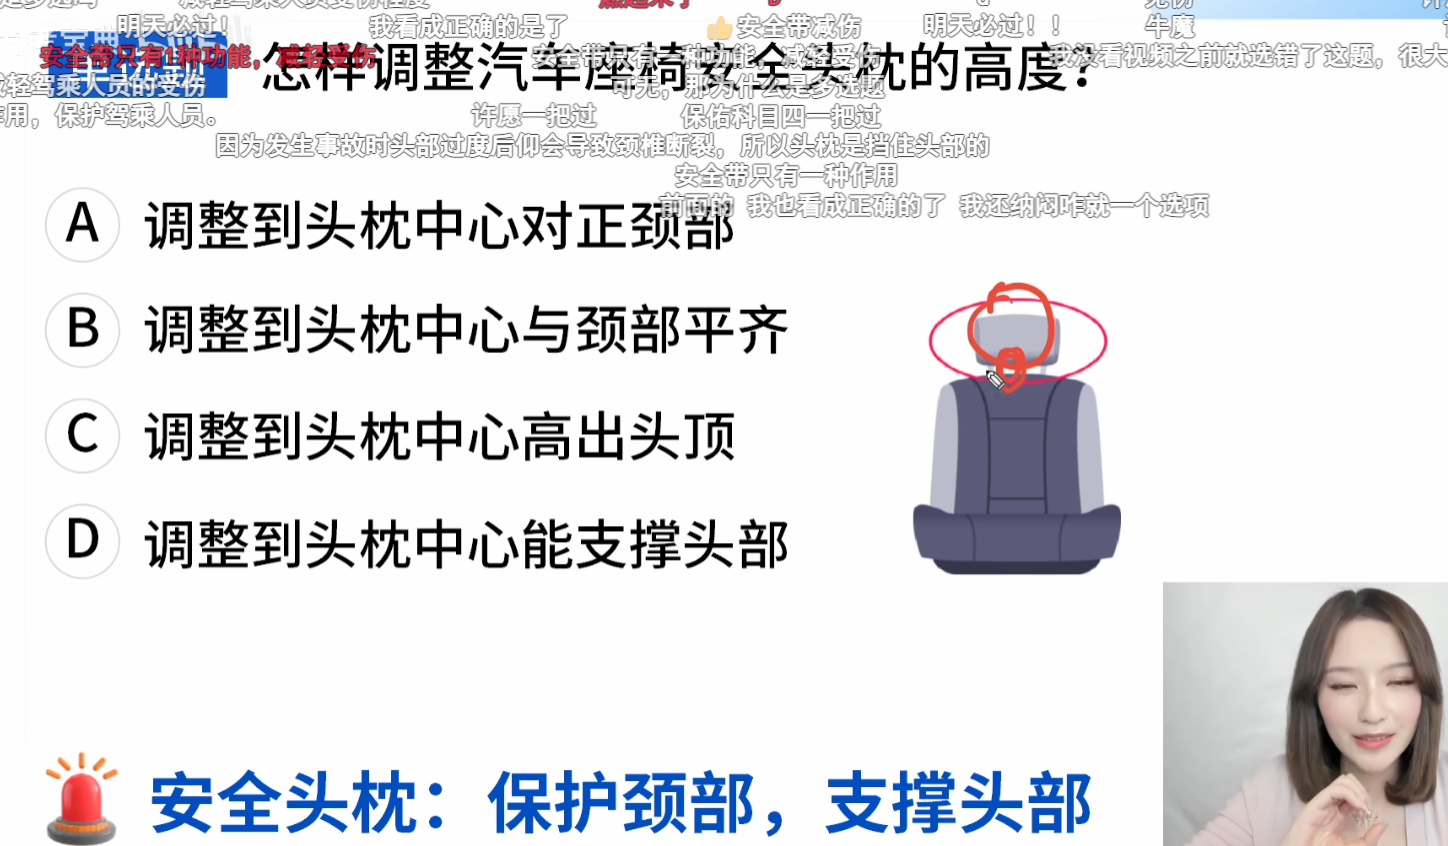 减轻驾乘人员受伤程度
明天必过！
我看成正确的是了
👍安全带减伤
明天必过！！
牛魔
安全带只有1种功能，减轻受伤
安全带只有一种功能，减轻受伤
我没看视频之前就选错了这题，很大
怎样调整汽车座椅安全头枕的高度？
轻驾乘人员的受伤
可无，那为什么是多选题
用，保护驾乘人员。
许愿一把过
保佑科目四一把过
因为发生事故时头部过度后仰会导致颈椎断裂，所以头枕是挡住头部的
安全带只有一种作用
前面的 我也看成正确的了 我还纳闷咋就一个选项
A 调整到头枕中心对正颈部
B 调整到头枕中心与颈部平齐
C 调整到头枕中心高出头顶
D 调整到头枕中心能支撑头部
安全头枕：保护颈部，支撑头部